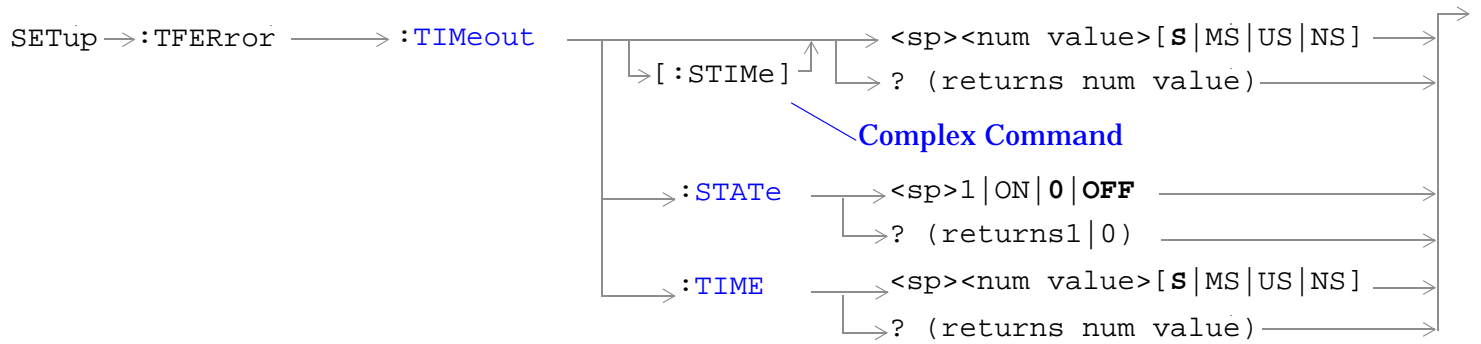 SETup :TFERror :TIMeout <sp><num value>[S|MS|US|NS]
[:STIMe] ? (returns num value)
Complex Command
:STATe <sp>1|ON|0|OFF
? (returns1|0)
:TIME <sp><num value>[S|MS|US|NS]
? (returns num value)